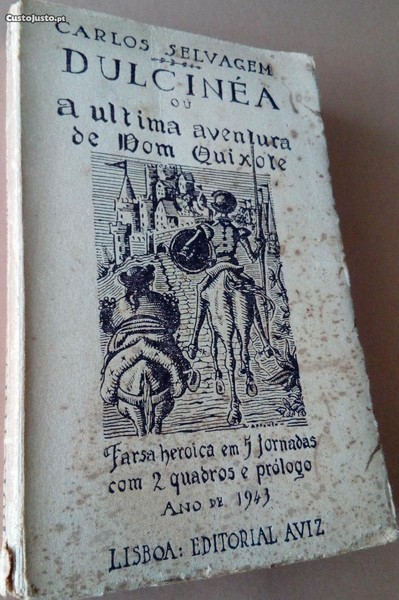 CustoJusto.pt
CARLOS SELVAGEM
DULCINÉA
OU
a ultima aventura
de Dom Quixote
Farsa heroica em 5 Jornadas
com 2 quadros e prólogo
ANO DE 1943
LISBOA: EDITORIAL AVIZ